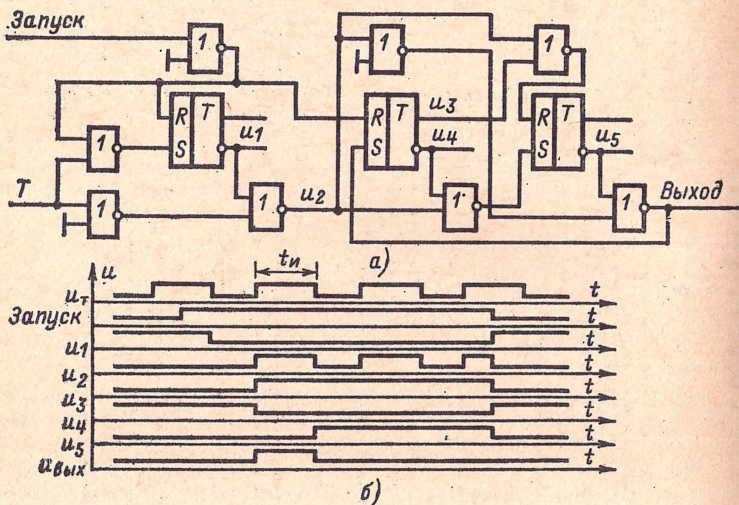 Запуск
1
1
1
R T
S
u1
R T
S
u3
u4
R T
S
u5
1
T
1
1
u2
1
1
Выход
а)
u
tи
uт
t
Запуск
t
u1
t
u2
t
u3
t
u4
t
u5
t
uвых
t
б)